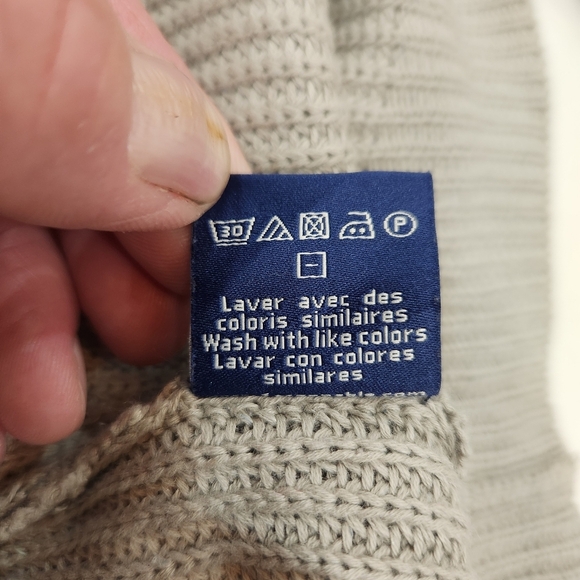 30 P
Laver avec des
coloris similaires
Wash with like colors
Lavar con colores
similares